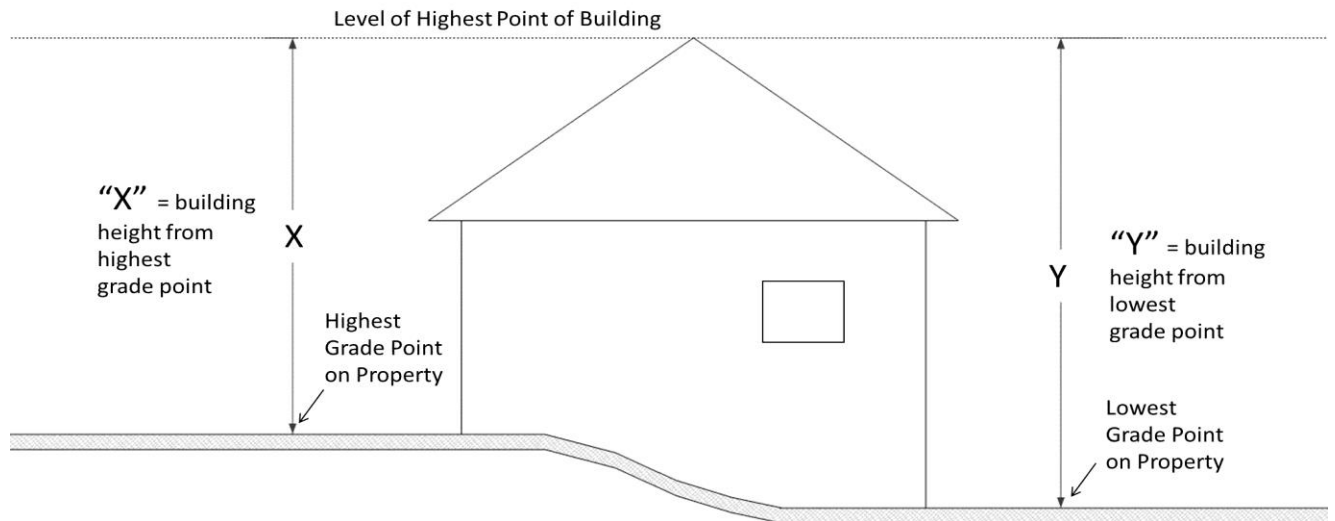 Level of Highest Point of Building
“X” = building
height from
highest
grade point
X
Highest
Grade Point
on Property
Y
“Y” = building
height from
lowest
grade point
Lowest
Grade Point
on Property